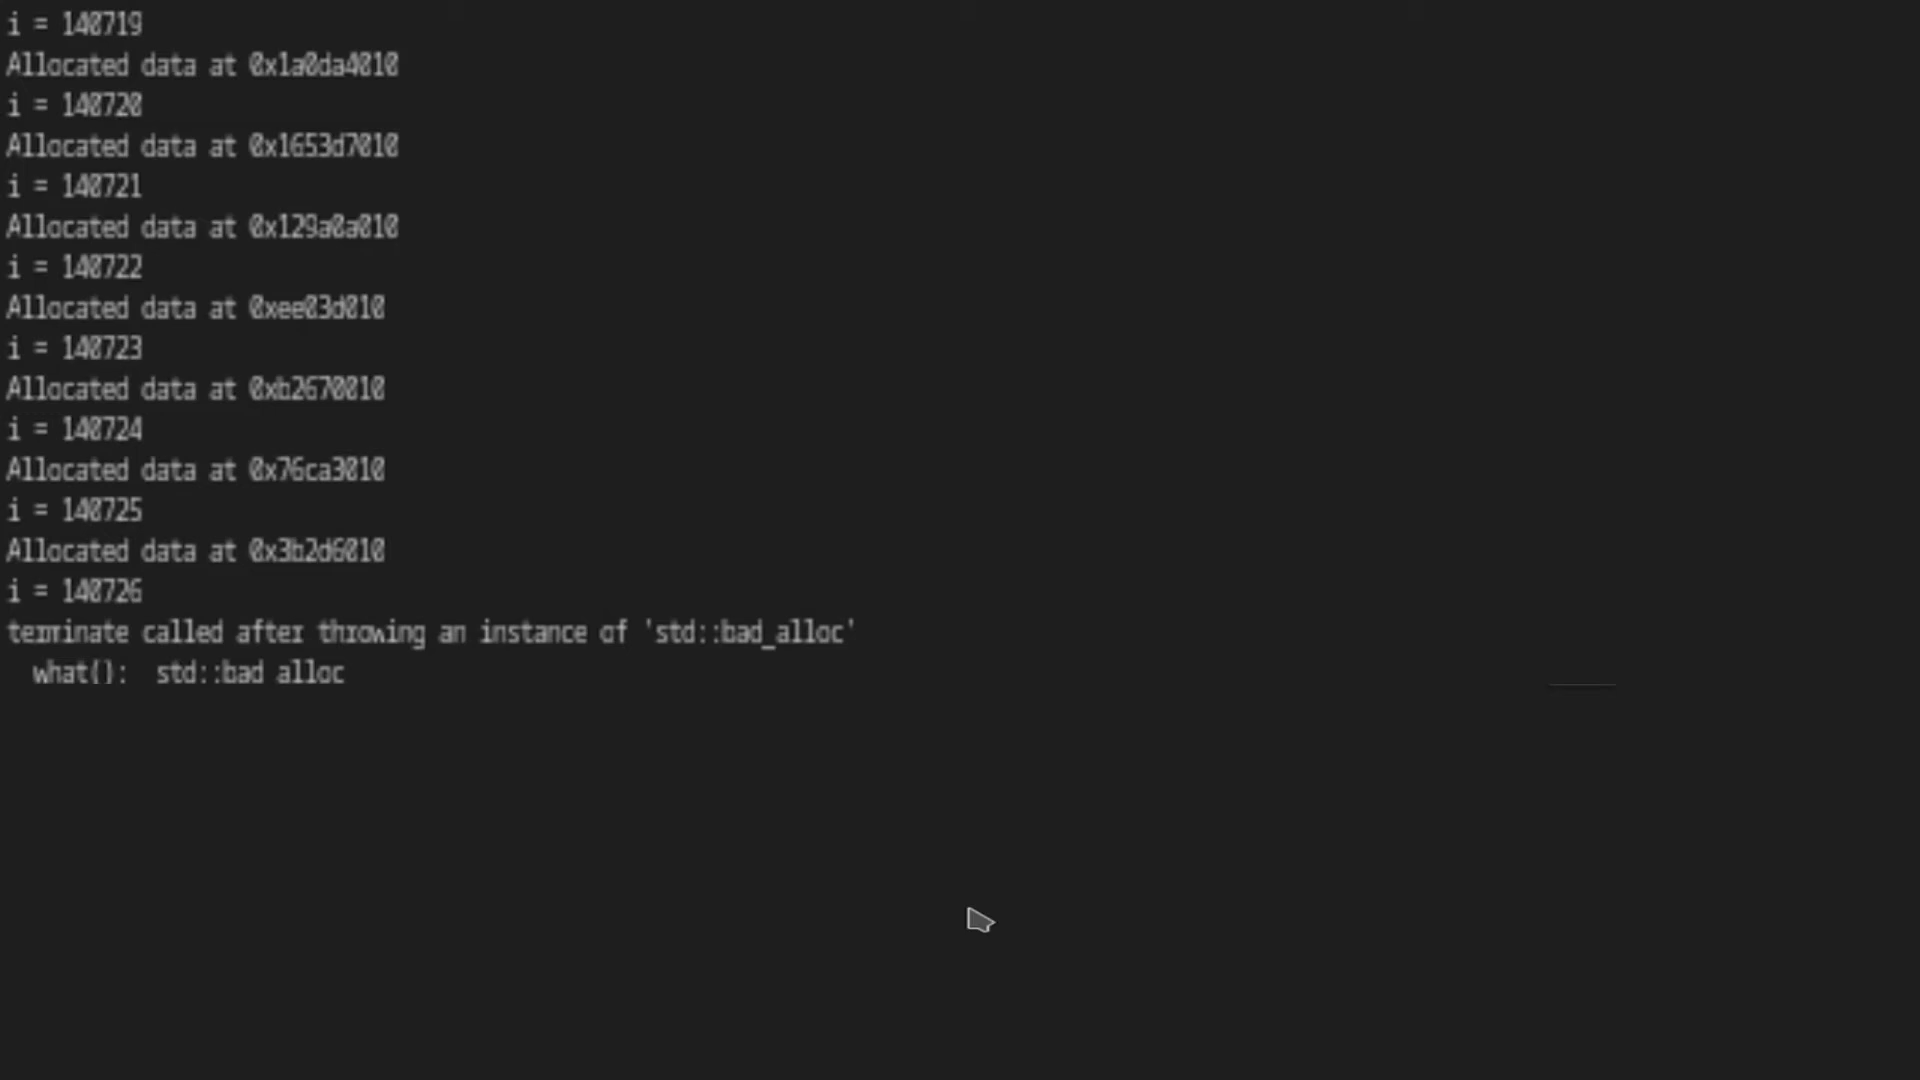 i = 140719
Allocated data at 0x1a0da4010
i = 140720
Allocated data at 0x1653d7010
i = 140721
Allocated data at 0x129a0a010
i = 140722
Allocated data at 0xee03d010
i = 140723
Allocated data at 0xb2670010
i = 140724
Allocated data at 0x76ca3010
i = 140725
Allocated data at 0x3b2d6010
i = 140726
terminate called after throwing an instance of 'std::bad_alloc'
what(): std::bad alloc